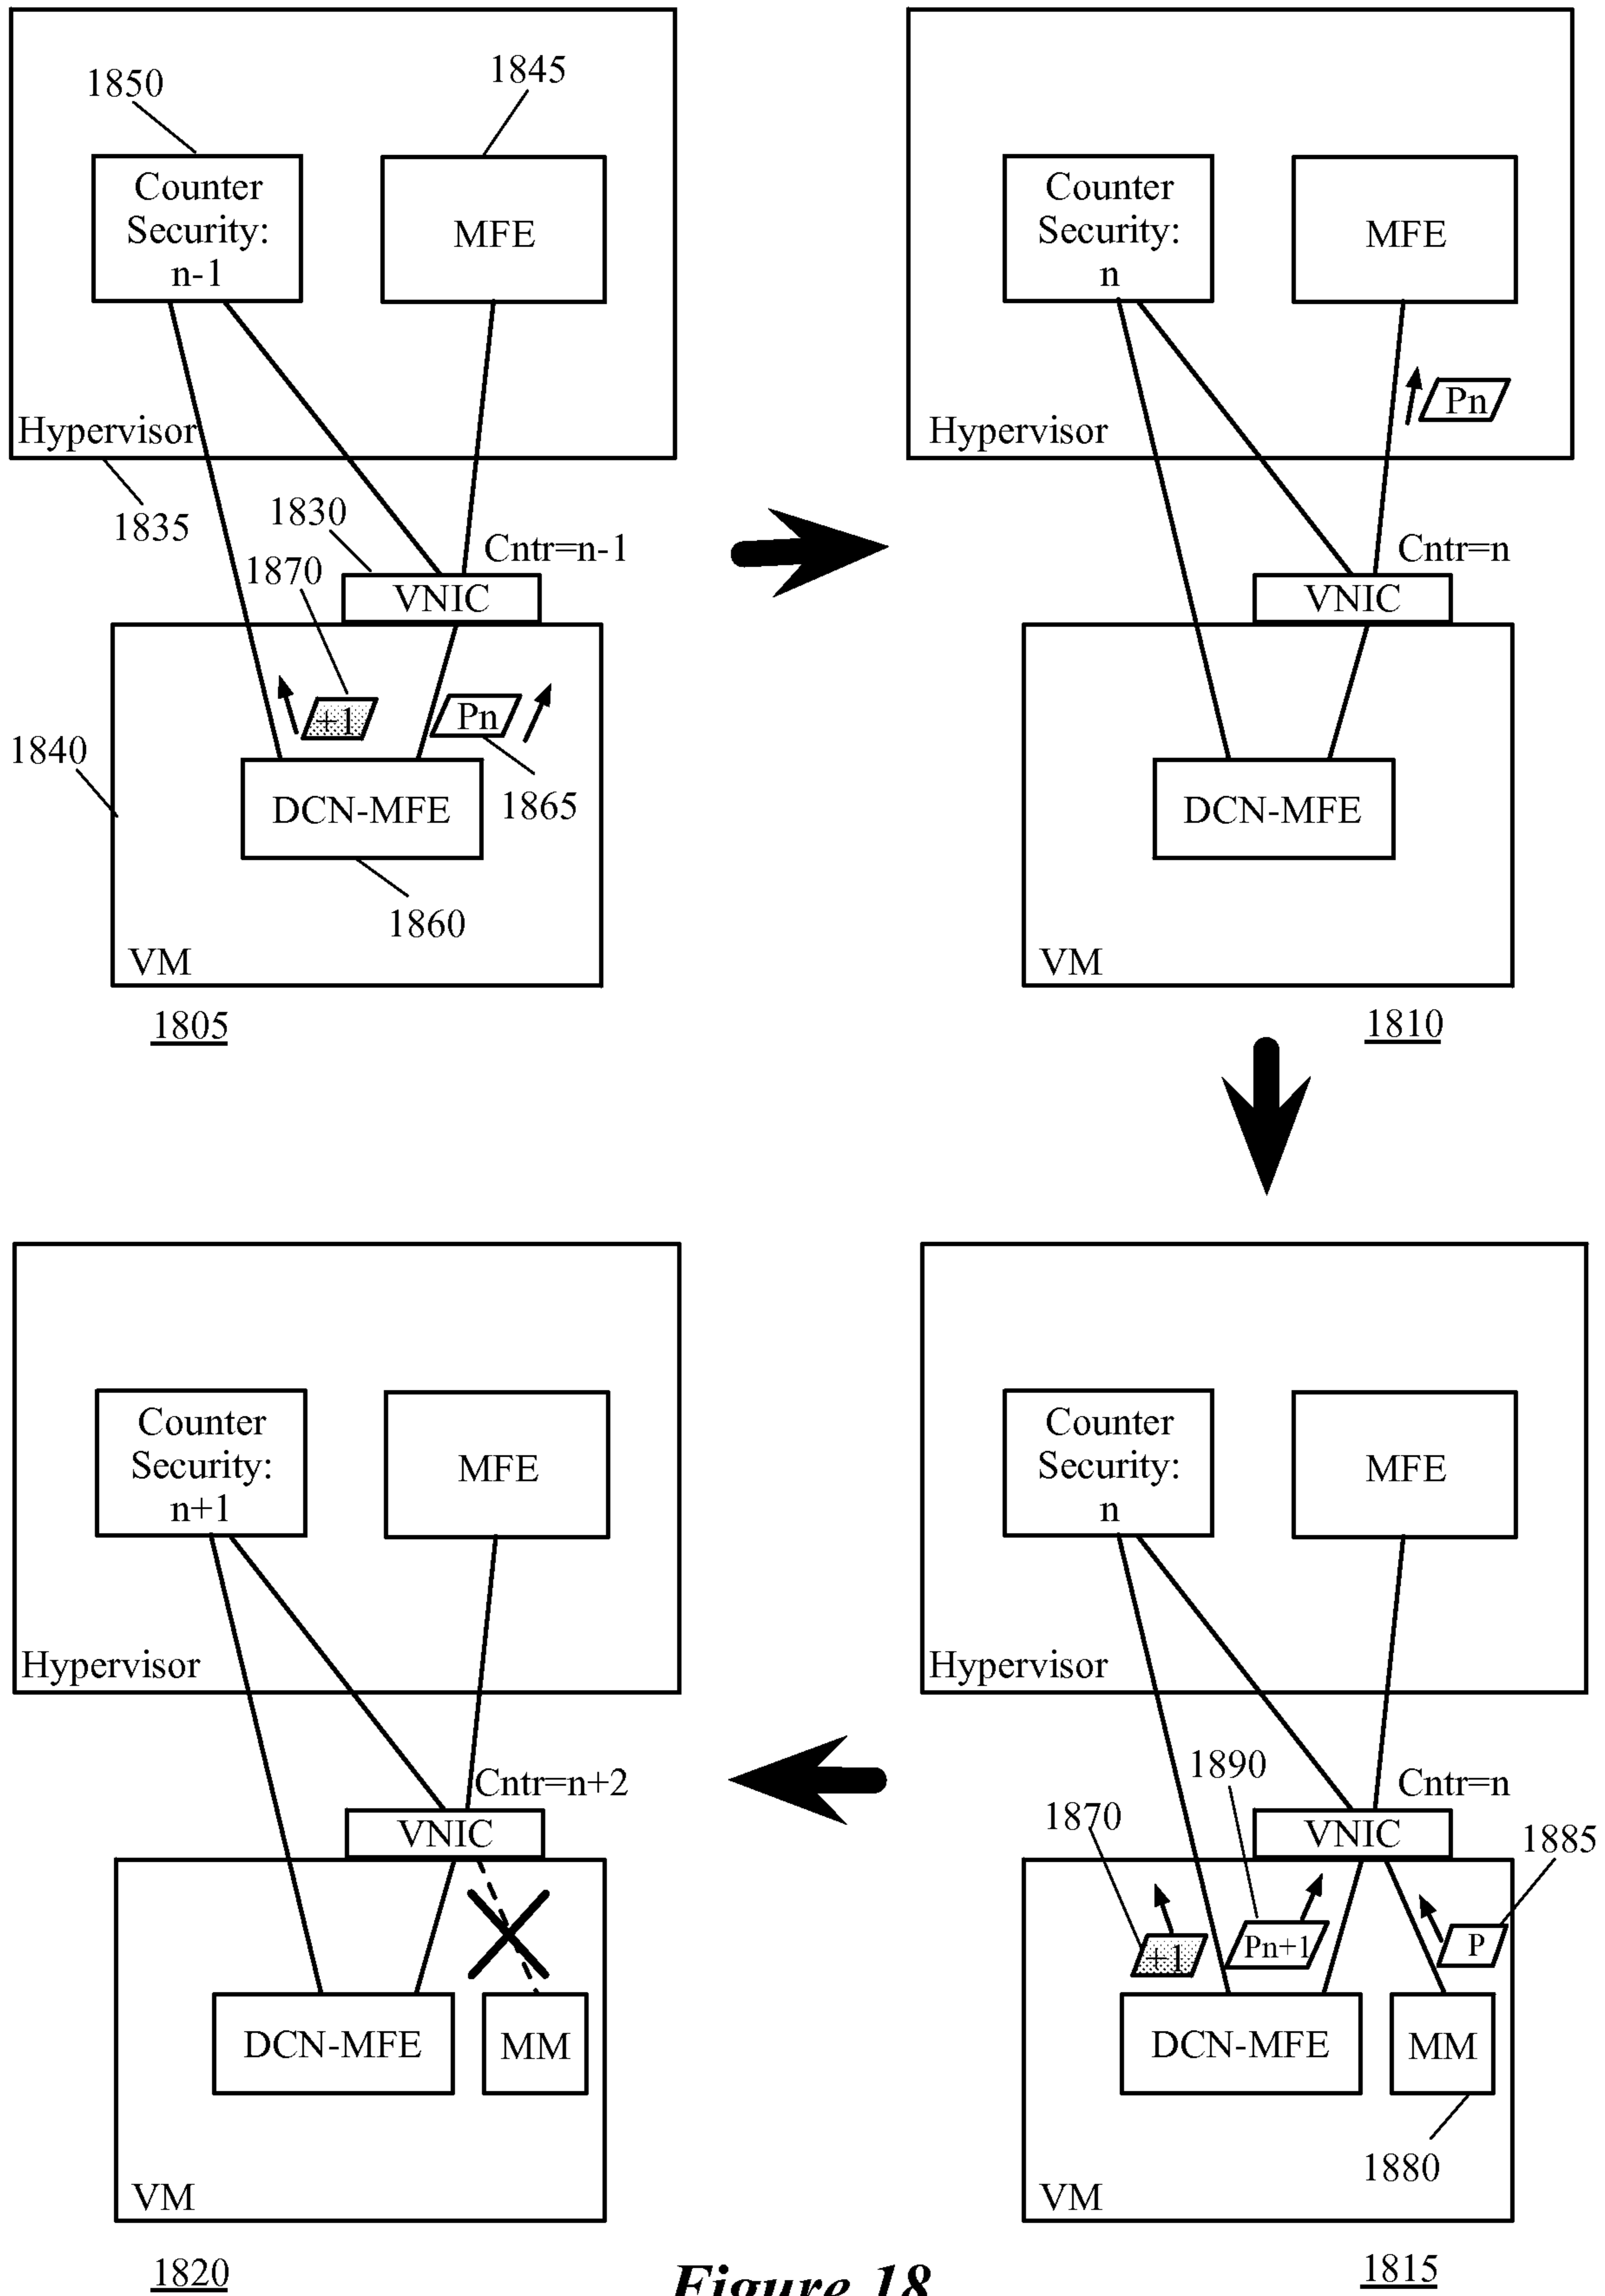 1850
1845
Counter
Security:
n-1
MFE
Hypervisor
1835
1830
Cntr=n-1
1870
VNIC
+1
Pn
1840
DCN-MFE
1865
1860
VM
1805
Counter
Security:
n
MFE
Pn
Hypervisor
Cntr=n
VNIC
DCN-MFE
VM
1810
Counter
Security:
n+1
MFE
Hypervisor
Cntr=n+2
VNIC
DCN-MFE
MM
VM
1820
Counter
Security:
n
MFE
Hypervisor
1890
Cntr=n
1870
VNIC
1885
+1
Pn+1
P
DCN-MFE
MM
1880
VM
1815
Figure 18